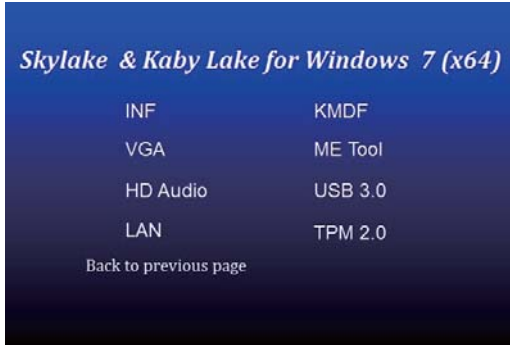 Skylake & Kaby Lake for Windows 7 (x64)
INF
KMDF
VGA
ME Tool
HD Audio
USB 3.0
LAN
TPM 2.0
Back to previous page